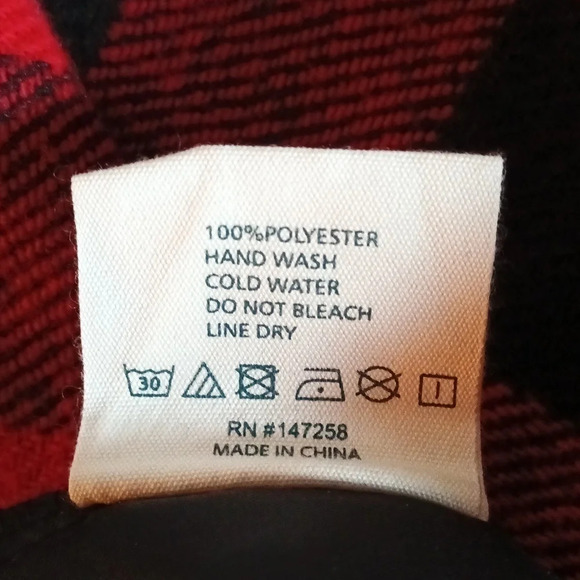 100%POLYESTER
HAND WASH
COLD WATER
DO NOT BLEACH
LINE DRY
30
RN #147258
MADE IN CHINA